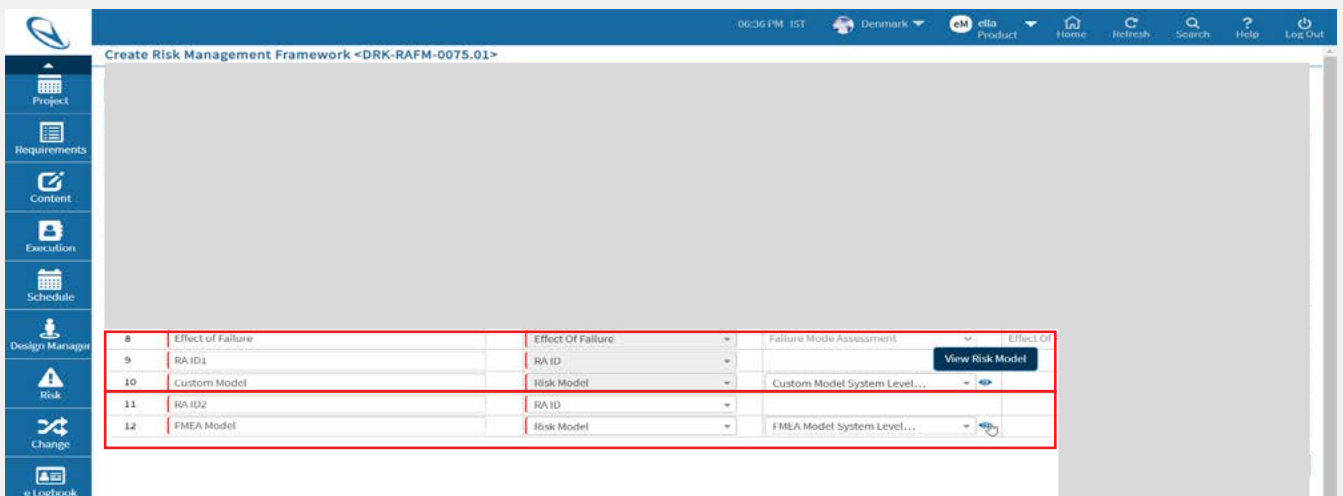 06:36 PM IST Denmark eM ella Product Home Refresh Search ? Help Log Out
Create Risk Management Framework <DRK-RAFM-0075.01>
Project
Requirements
Content
Execution
Schedule
Design Manager
Risk
Change
e Logbook
8 Effect of Failure Effect Of Failure Failure Mode Assessment Effect Of
9 RA ID1 RA ID View Risk Model
10 Custom Model Risk Model Custom Model System Level...
11 RA ID2 RA ID
12 FMEA Model Risk Model FMEA Model System Level...